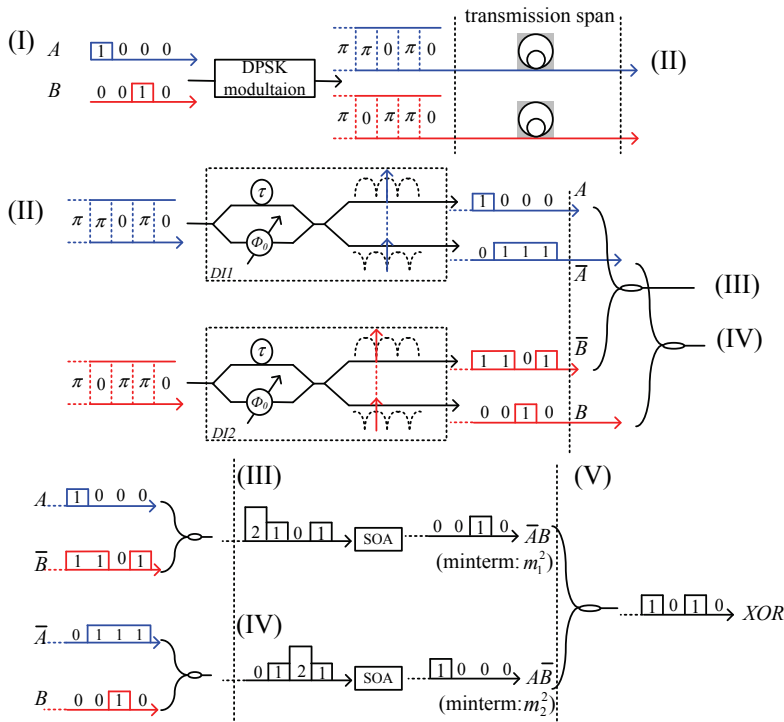 (I)
A 1 0 0 0
B 0 0 1 0
DPSK
modultaion
transmission span
π π 0 π 0
(II)
π 0 π π 0
(II)
π π 0 π 0
τ
Φ0
DI1
1 0 0 0 A
0 1 1 1 A̅
(III)
(IV)
π 0 π π 0
τ
Φ0
DI2
1 1 0 1 B̅
0 0 1 0 B
(III)
(V)
A 1 0 0 0
B̅ 1 1 0 1
2 1 0 1
SOA
0 0 1 0 A̅B
(minterm: m₁²)
1 0 1 0 XOR
(IV)
A̅ 0 1 1 1
B 0 0 1 0
0 1 2 1
SOA
1 0 0 0 AB̅
(minterm: m₂²)